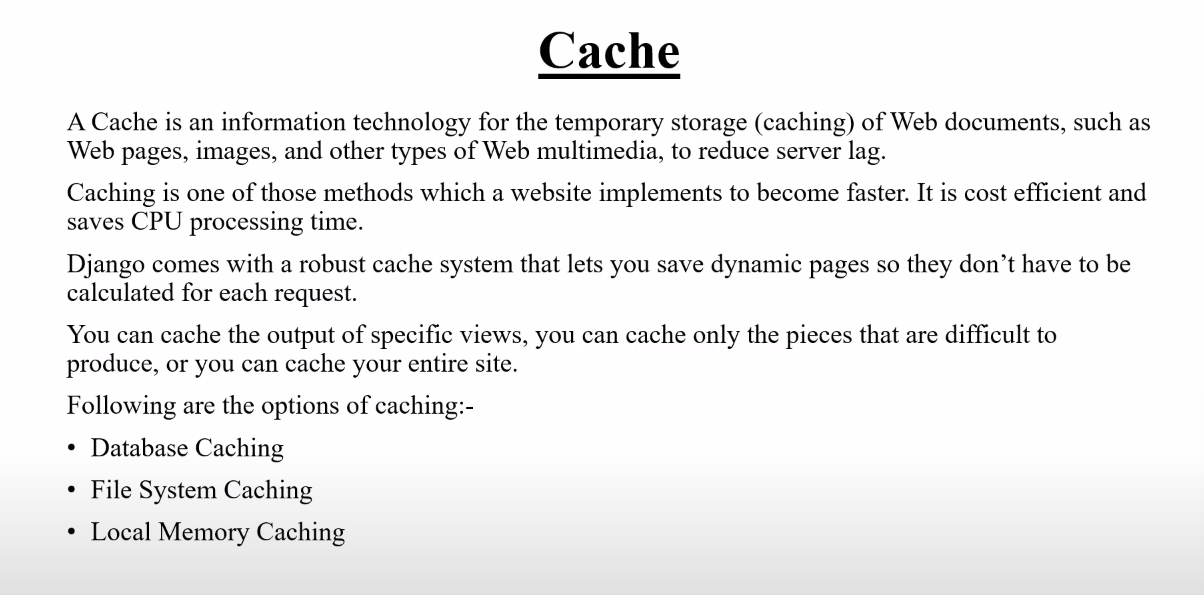 Cache
A Cache is an information technology for the temporary storage (caching) of Web documents, such as
Web pages, images, and other types of Web multimedia, to reduce server lag.
Caching is one of those methods which a website implements to become faster. It is cost efficient and
saves CPU processing time.
Django comes with a robust cache system that lets you save dynamic pages so they don’t have to be
calculated for each request.
You can cache the output of specific views, you can cache only the pieces that are difficult to
produce, or you can cache your entire site.
Following are the options of caching:-
• Database Caching
• File System Caching
• Local Memory Caching